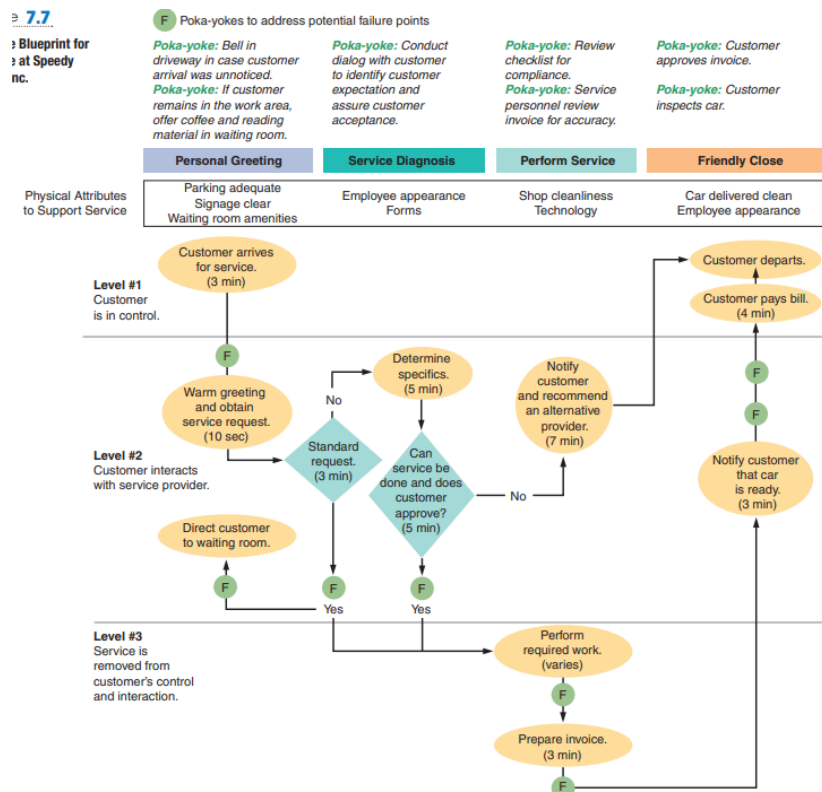 e 7.7
e Blueprint for
e at Speedy
nc.
F Poka-yokes to address potential failure points
Poka-yoke: Bell in
driveway in case customer
arrival was unnoticed.
Poka-yoke: If customer
remains in the work area,
offer coffee and reading
material in waiting room.
Poka-yoke: Conduct
dialog with customer
to identify customer
expectation and
assure customer
acceptance.
Poka-yoke: Review
checklist for
compliance.
Poka-yoke: Service
personnel review
invoice for accuracy.
Poka-yoke: Customer
approves invoice.
Poka-yoke: Customer
inspects car.
Personal Greeting
Service Diagnosis
Perform Service
Friendly Close
Physical Attributes
to Support Service
Parking adequate
Signage clear
Waiting room amenities
Employee appearance
Forms
Shop cleanliness
Technology
Car delivered clean
Employee appearance
Level #1
Customer
is in control.
Customer arrives
for service.
(3 min)
Customer departs.
Customer pays bill.
(4 min)
F
F
F
Level #2
Customer interacts
with service provider.
Warm greeting
and obtain
service request.
(10 sec)
No
Standard
request.
(3 min)
Determine
specifics.
(5 min)
Can
service be
done and does
customer
approve?
(5 min)
No
Notify
customer
and recommend
an alternative
provider.
(7 min)
Notify customer
that car
is ready.
(3 min)
Direct customer
to waiting room.
F
F
Yes
F
Yes
Level #3
Service is
removed from
customer's control
and interaction.
Perform
required work.
(varies)
F
Prepare invoice.
(3 min)
F